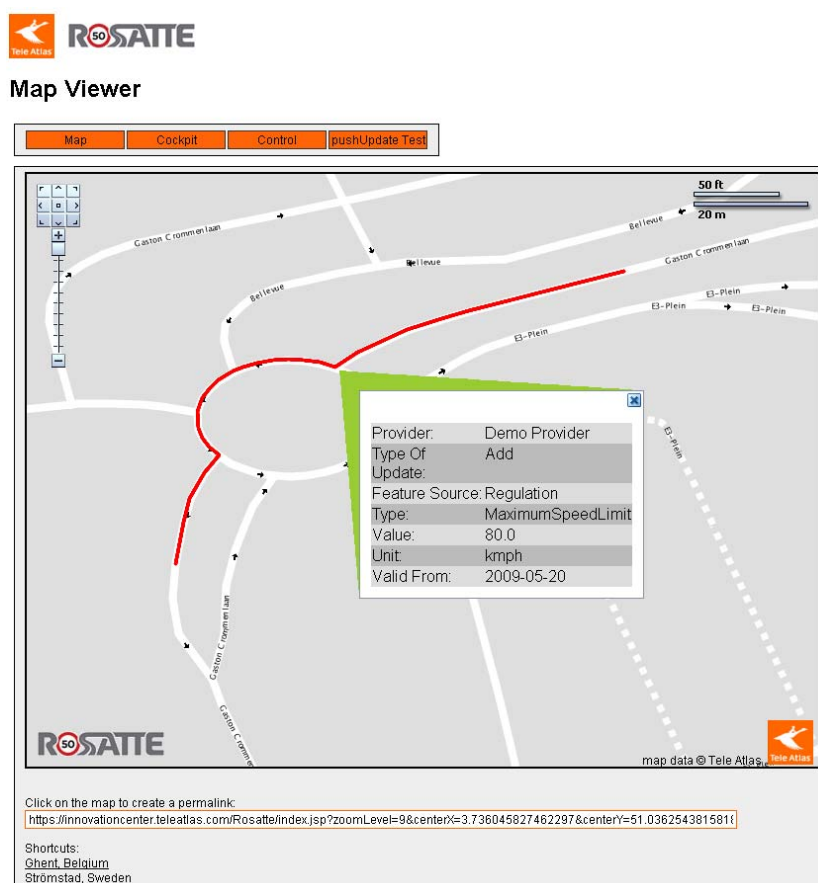 Tele Atlas
ROSATTE
50
Map Viewer
Map
Cockpit
Control
pushUpdate Test
50 ft
20 m
Gaston Crommenlaan
Bellevue
Bellevue
Bellevue
Gaston Crommenlaan
E3-Plein
E3-Plein
E3-Plein
E3-Plein
E3-Plein
Provider: Demo Provider
Type Of Add
Update:
Feature Source: Regulation
Type: MaximumSpeedLimit
Value: 80.0
Unit: kmph
Valid From: 2009-05-20
Gaston Crommenlaan
Gaston Cromme
ROSATTE
50
map data © Tele Atlas
Tele Atlas
Click on the map to create a permalink:
https://innovationcenter.teleatlas.com/Rosatte/index.jsp?zoomLevel=9&centerX=3.736045827462297&centerY=51.036254381581
Shortcuts:
Ghent, Belgium
Strömstad, Sweden